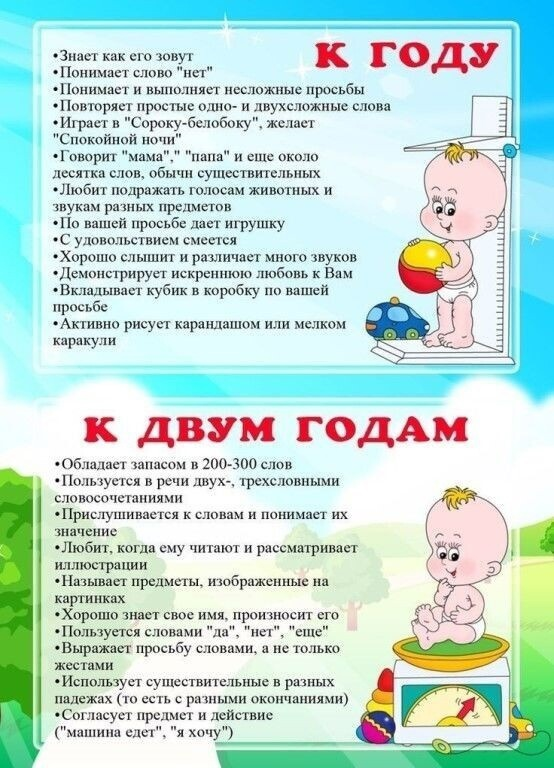 К ГОДУ
•Знает как его зовут
•Понимает слово "нет"
•Понимает и выполняет несложные просьбы
•Повторяет простые одно- и двухсложные слова
•Играет в "Сороку-белобоку", желает
"Спокойной ночи"
•Говорит "мама"," "папа" и еще около
десятка слов, обычн существительных
•Любит подражать голосам животных и
звукам разных предметов
•По вашей просьбе дает игрушку
•С удовольствием смеется
•Хорошо слышит и различает много звуков
•Демонстрирует искреннюю любовь к Вам
•Вкладывает кубик в коробку по вашей
просьбе
•Активно рисует карандашом или мелком
каракули
К ДВУМ ГОДАМ
•Обладает запасом в 200-300 слов
•Пользуется в речи двух-, трехсловными
словосочетаниями
•Прислушивается к словам и понимает их
значение
•Любит, когда ему читают и рассматривает
иллюстрации
•Называет предметы, изображенные на
картинках
•Хорошо знает свое имя, произносит его
•Пользуется словами "да", "нет", "еще"
•Выражает просьбу словами, а не только
жестами
•Использует существительные в разных
падежах (то есть с разными окончаниями)
•Согласует предмет и действие
("машина едет", "я хочу")